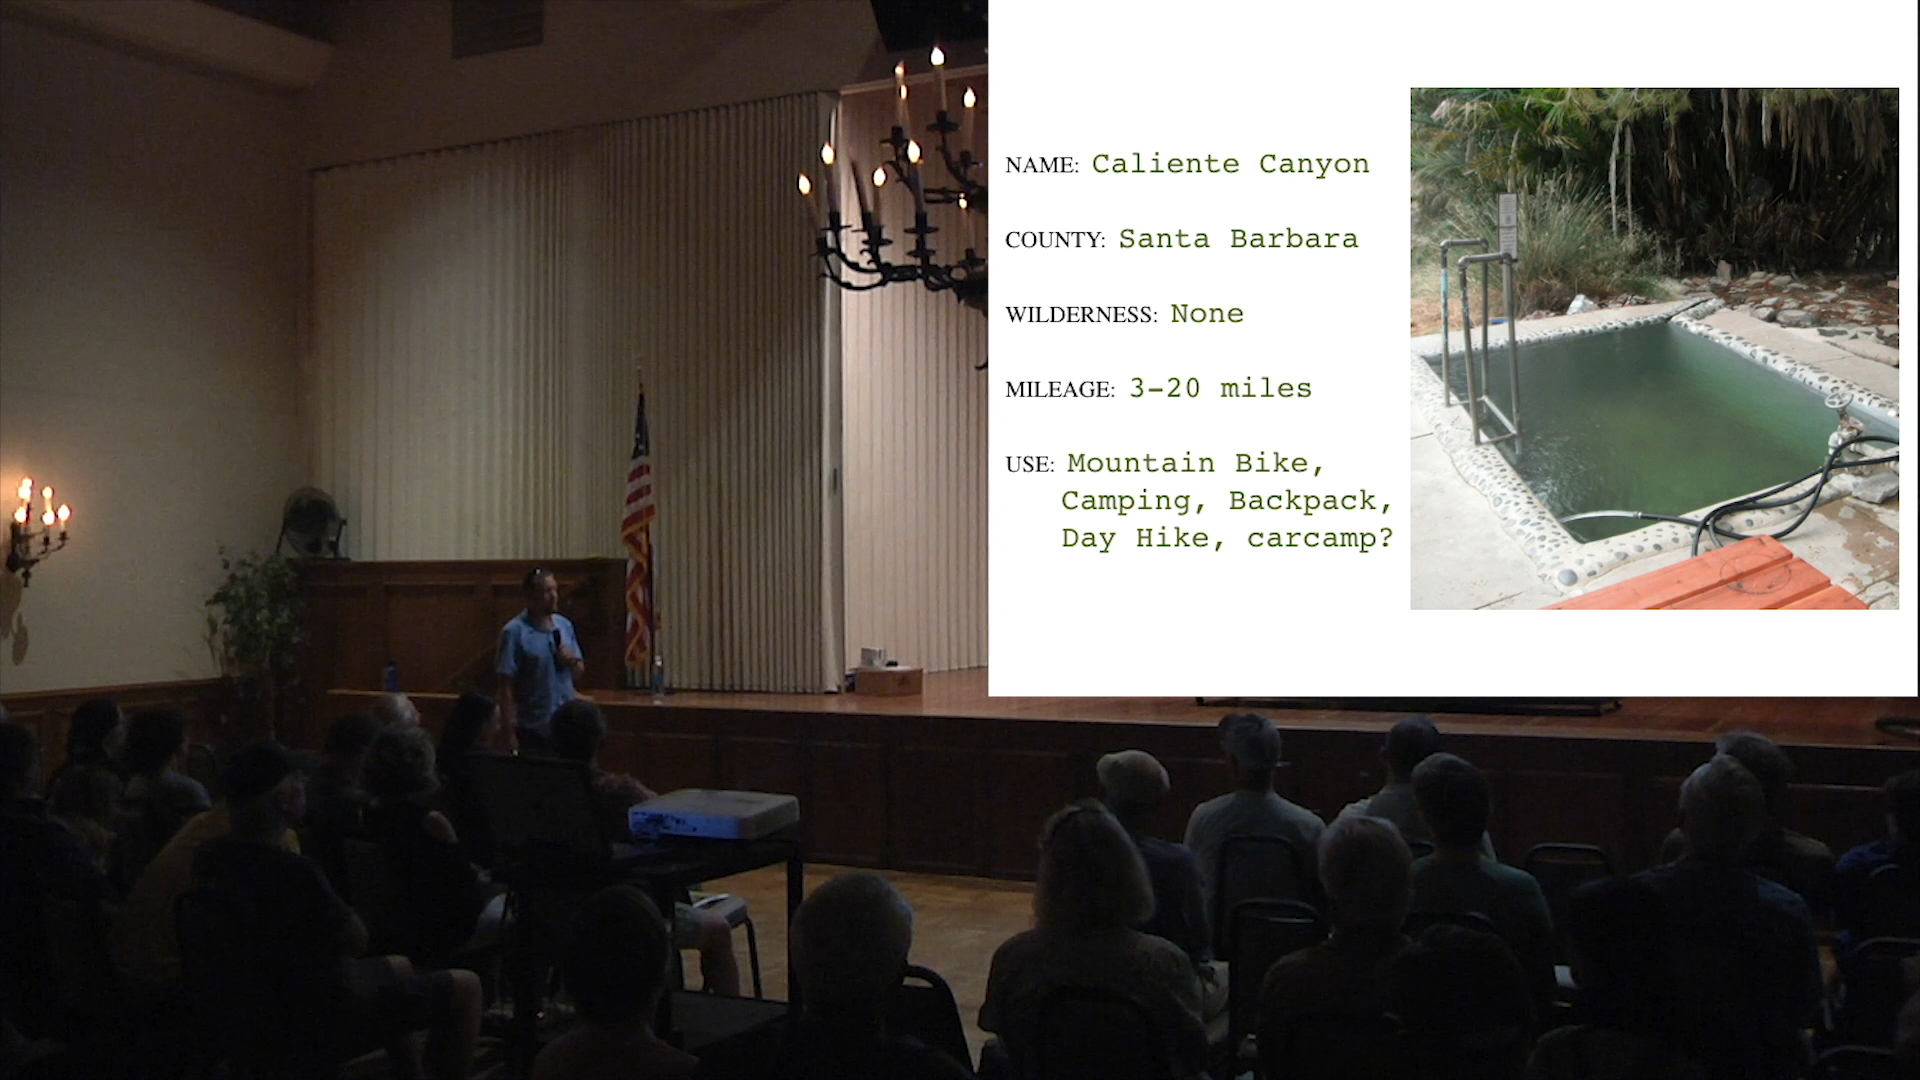 NAME: Caliente Canyon
COUNTY: Santa Barbara
WILDERNESS: None
MILEAGE: 3-20 miles
USE: Mountain Bike,
Camping, Backpack,
Day Hike, carcamp?